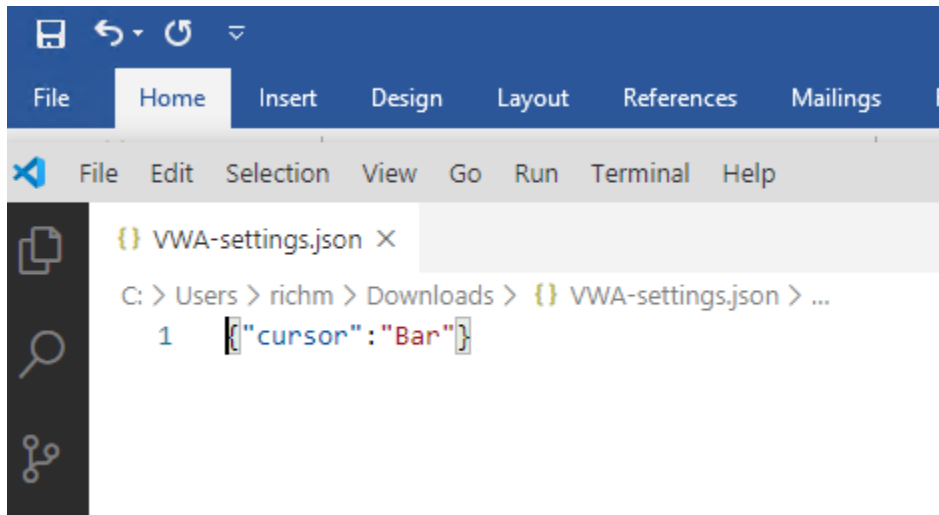 File Home Insert Design Layout References Mailings
File Edit Selection View Go Run Terminal Help
{} VWA-settings.json ×
C: > Users > richm > Downloads > {} VWA-settings.json > ...
1 {"cursor":"Bar"}